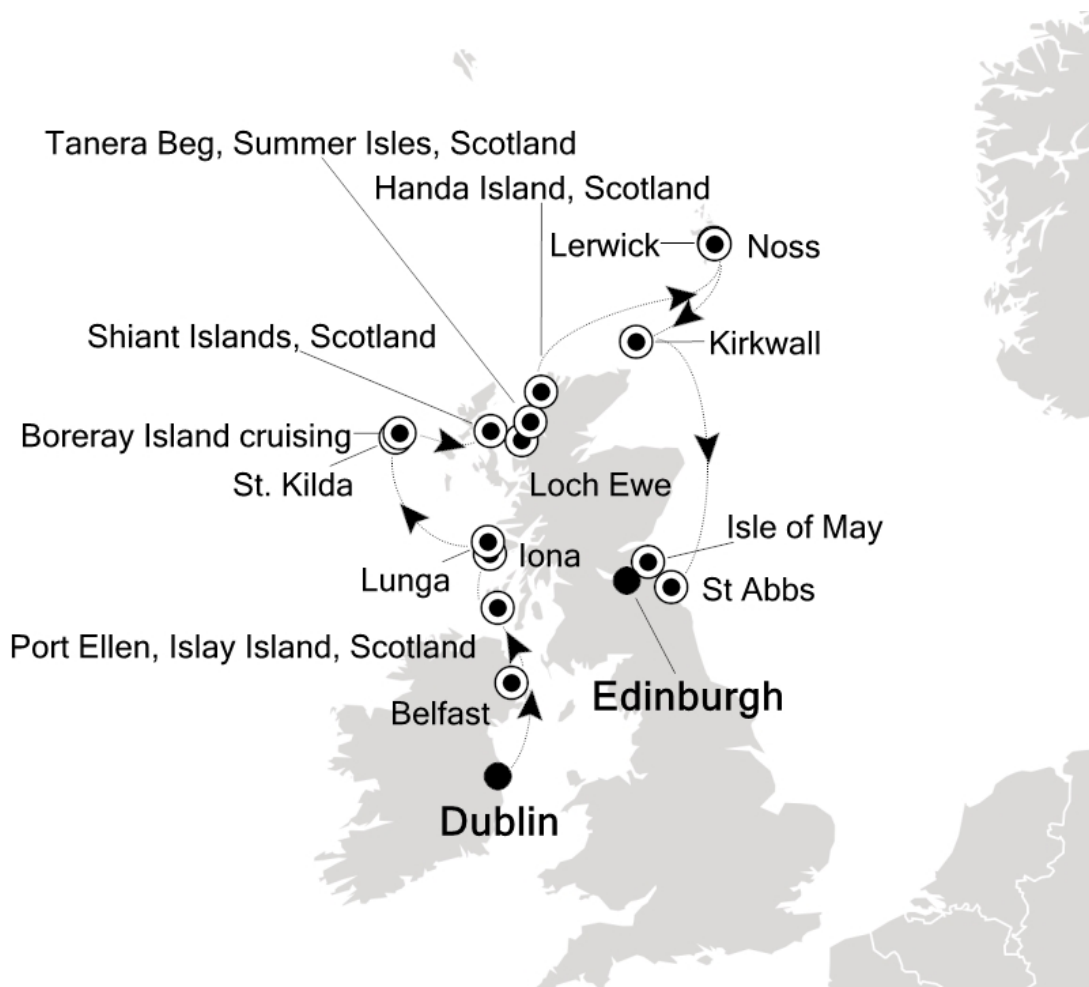 Tanera Beg, Summer Isles, Scotland
Handa Island, Scotland
Lerwick
Noss
Shiant Islands, Scotland
Kirkwall
Boreray Island cruising
St. Kilda
Loch Ewe
Isle of May
Iona
Lunga
St Abbs
Port Ellen, Islay Island, Scotland
Edinburgh
Belfast
Dublin